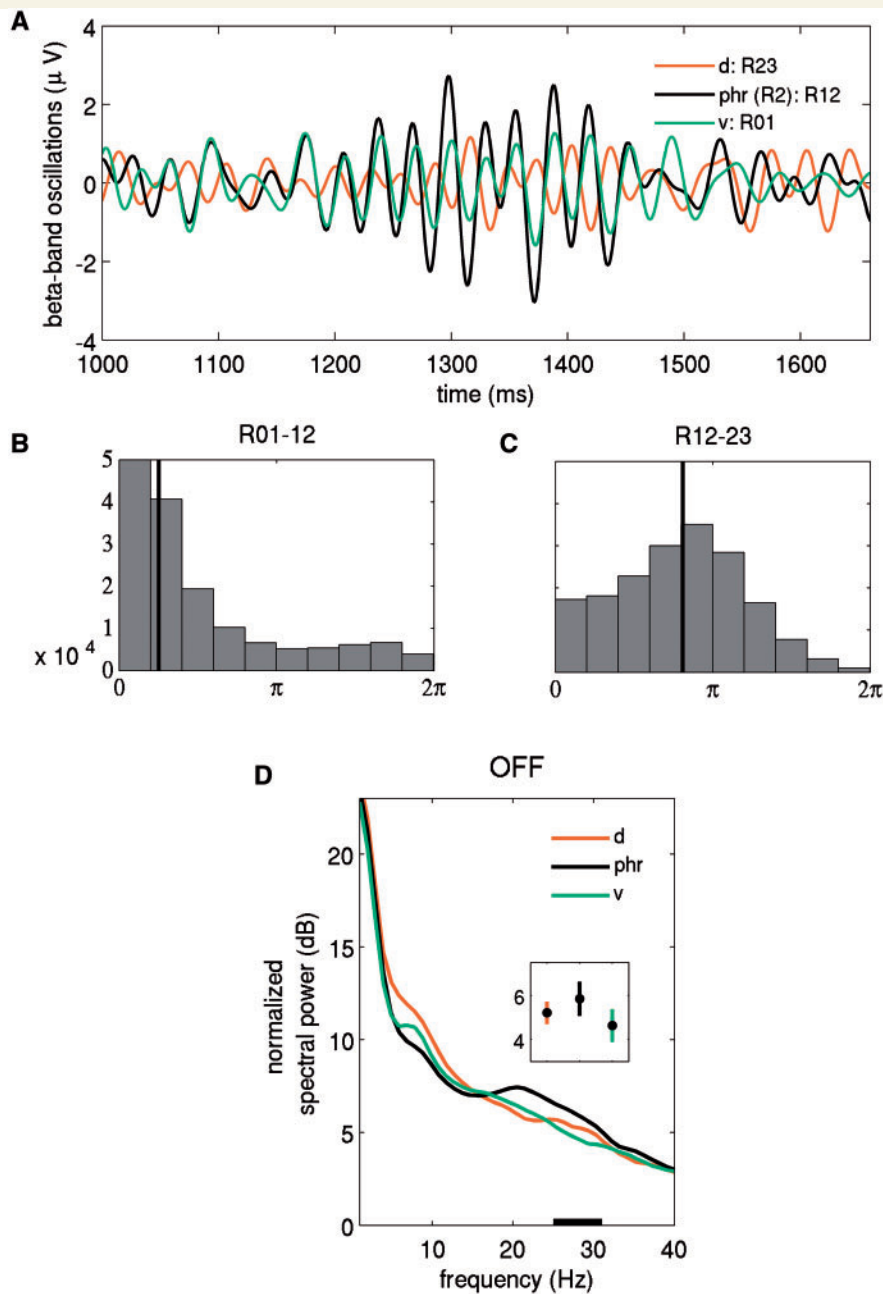 A
beta-band oscillations (μ V)
4
2
0
-2
-4
d: R23
phr (R2): R12
v: R01
1000 1100 1200 1300 1400 1500 1600
time (ms)
B
R01-12
5
4
3
2
1
0
x 10⁴
0 π 2π
C
R12-23
0 π 2π
D
OFF
normalized
spectral power (dB)
20
15
10
5
0
d
phr
v
6
4
10 20 30 40
frequency (Hz)